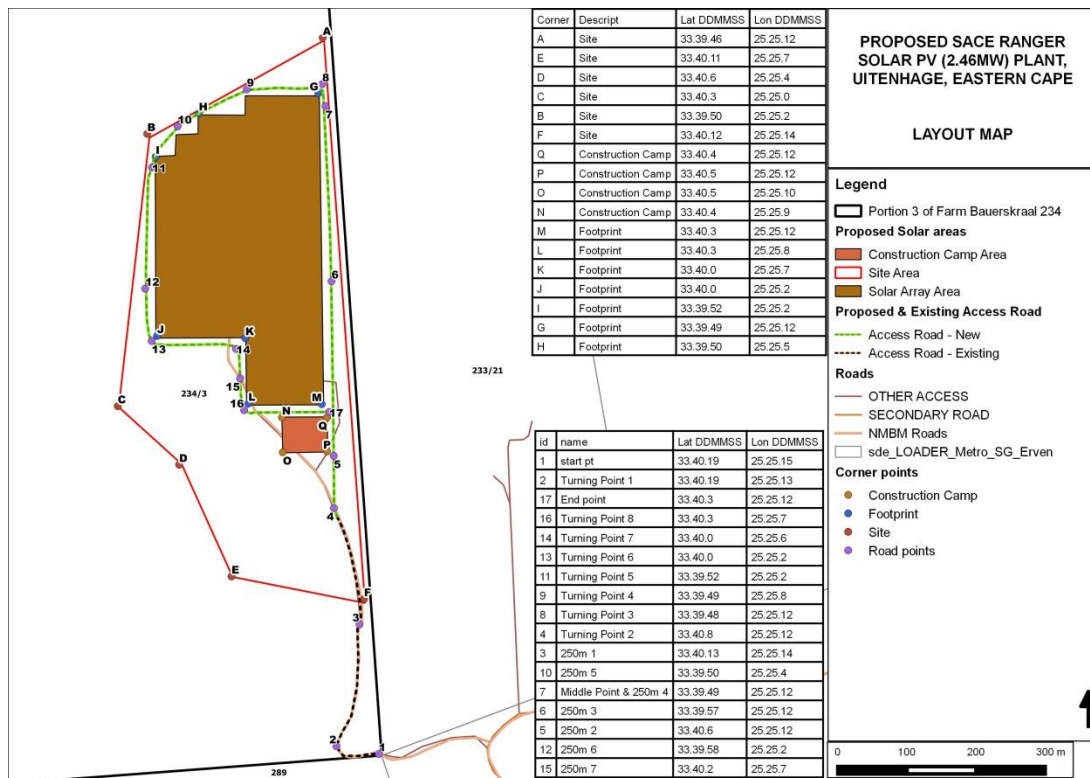 PROPOSED SACE RANGER
SOLAR PV (2.46MW) PLANT,
UITENHAGE, EASTERN CAPE
LAYOUT MAP
Corner Descript Lat DDMMSS Lon DDMMSS
A Site 33.39.46 25.25.12
E Site 33.40.11 25.25.7
D Site 33.40.6 25.25.4
C Site 33.40.3 25.25.0
B Site 33.39.50 25.25.2
F Site 33.40.12 25.25.14
Q Construction Camp 33.40.4 25.25.12
P Construction Camp 33.40.5 25.25.12
O Construction Camp 33.40.5 25.25.10
N Construction Camp 33.40.4 25.25.9
M Footprint 33.40.3 25.25.12
L Footprint 33.40.3 25.25.8
K Footprint 33.40.0 25.25.7
J Footprint 33.40.0 25.25.2
I Footprint 33.39.52 25.25.2
G Footprint 33.39.49 25.25.12
H Footprint 33.39.50 25.25.5
id name Lat DDMMSS Lon DDMMSS
1 start pt 33.40.19 25.25.15
2 Turning Point 1 33.40.19 25.25.13
17 End point 33.40.3 25.25.12
16 Turning Point 8 33.40.3 25.25.7
14 Turning Point 7 33.40.0 25.25.6
13 Turning Point 6 33.40.0 25.25.2
11 Turning Point 5 33.39.52 25.25.2
9 Turning Point 4 33.39.49 25.25.8
8 Turning Point 3 33.39.48 25.25.12
4 Turning Point 2 33.40.8 25.25.12
3 250m 1 33.40.13 25.25.14
10 250m 5 33.39.50 25.25.4
7 Middle Point & 250m 4 33.39.49 25.25.12
6 250m 3 33.39.57 25.25.12
5 250m 2 33.40.6 25.25.12
12 250m 6 33.39.58 25.25.2
15 250m 7 33.40.2 25.25.7
Legend
Portion 3 of Farm Bauerskraal 234
Proposed Solar areas
Construction Camp Area
Site Area
Solar Array Area
Proposed & Existing Access Road
Access Road - New
Access Road - Existing
Roads
OTHER ACCESS
SECONDARY ROAD
NMBM Roads
sde_LOADER_Metro_SG_Erven
Corner points
Construction Camp
Footprint
Site
Road points
0 100 200 300 m
A
8
9
G
7
H
10
B
I
11
12
6
J
K
13
14
234/3
233/21
15
C
16
L
M
N
17
Q
O
P
5
D
4
E
F
3
2
1
289